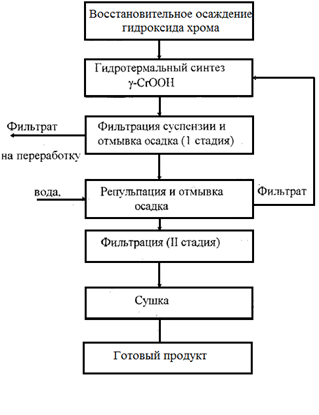 Восстановительное осаждение
гидроксида хрома
Гидротермальный синтез
γ-CrOOH
Фильтрат
на переработку
Фильтрация суспензии и
отмывка осадка (1 стадия)
вода,
Репульпация и отмывка
осадка
Фильтрат
Фильтрация (II стадия)
Сушка
Готовый продукт